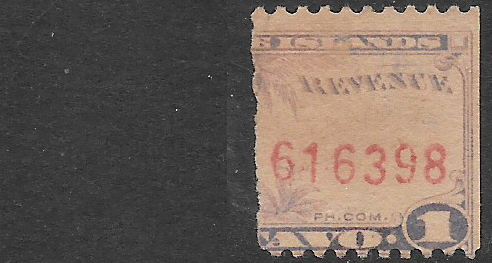 E ISLANDS
REVENUE
616398
PH.COM.
AVO: 1